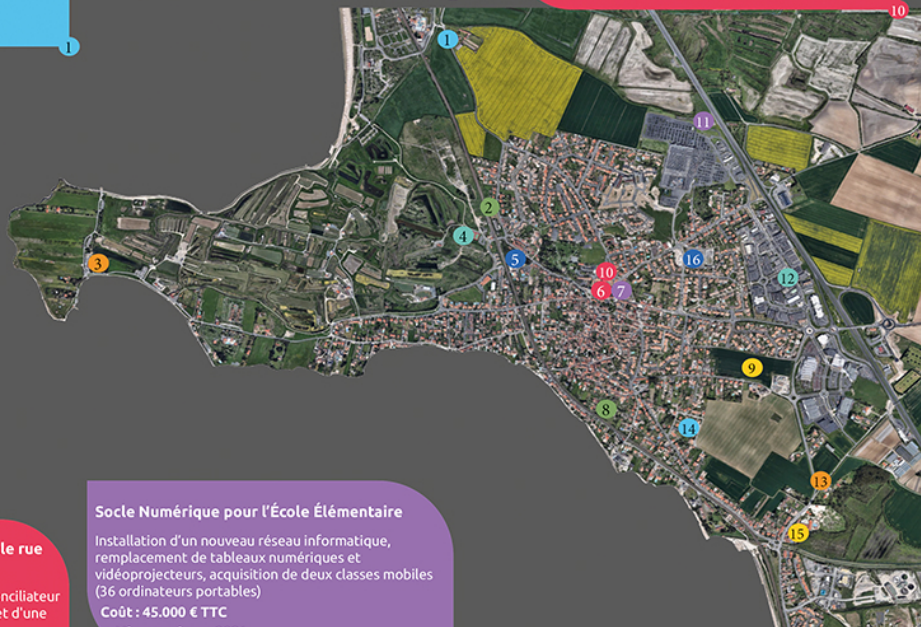 10
1
1
11
2
4
3
5
16
10
12
6
7
9
8
14
13
15
Socle Numérique pour l'École Élémentaire
Installation d'un nouveau réseau informatique,
remplacement de tableaux numériques et
vidéoprojecteurs, acquisition de deux classes mobiles
(36 ordinateurs portables)
Coût : 45.000 € TTC
le rue
nciliateur
et d'une